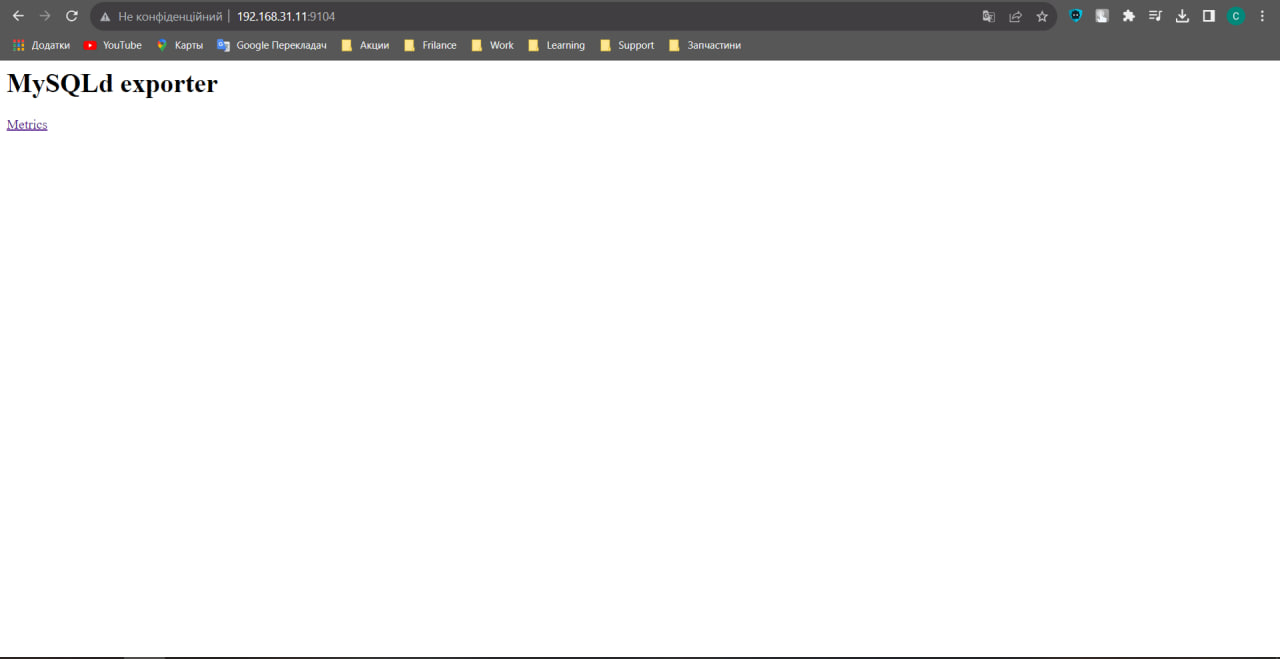 Не конфіденційний 192.168.31.11:9104
C
Додатки YouTube Карты Google Перекладач Акции Frilance Work Learning Support Запчастини
MySQLd exporter
Metrics